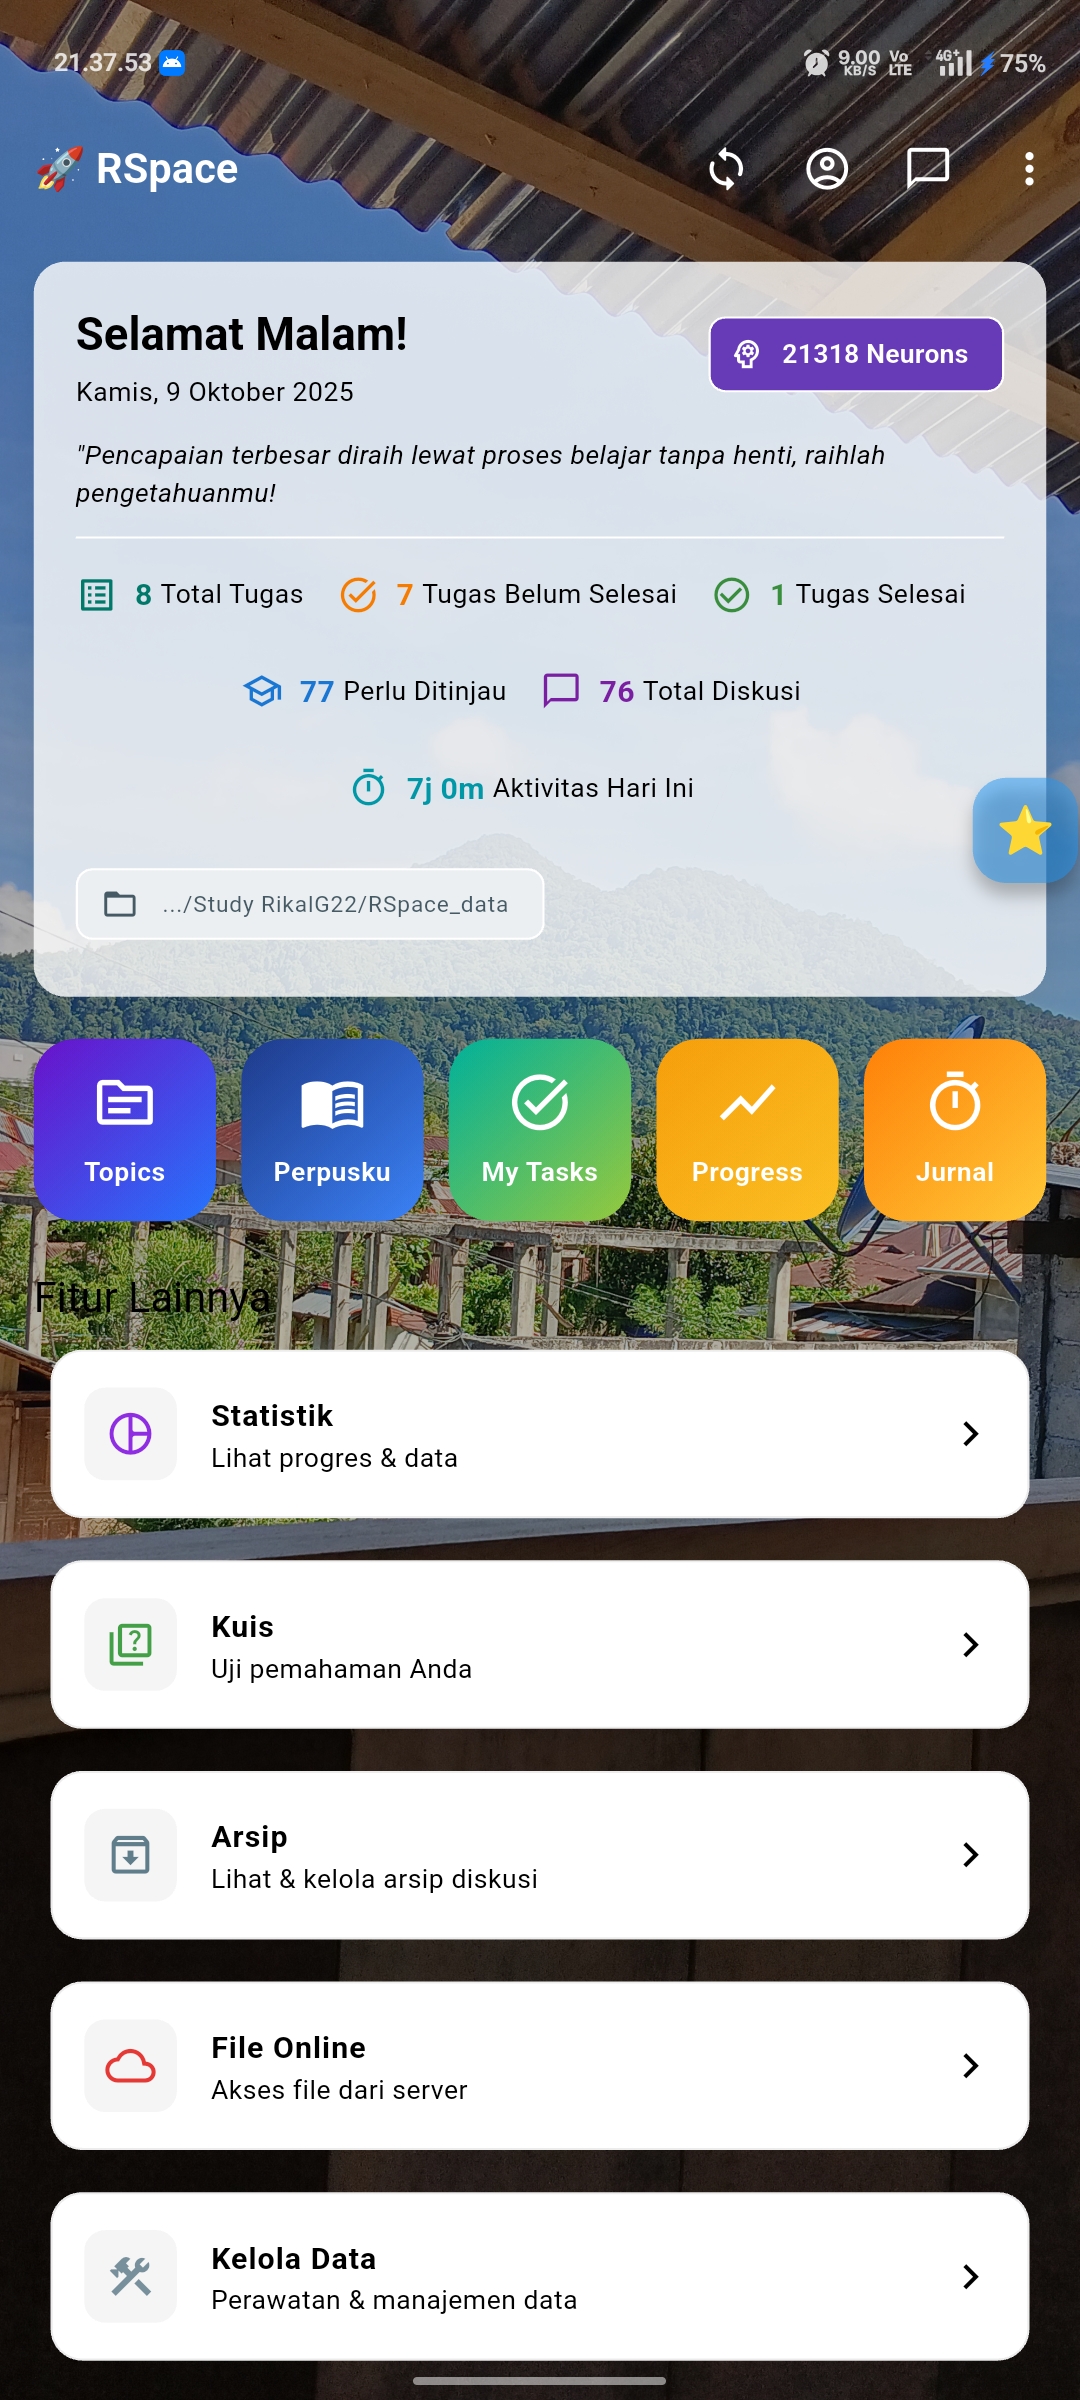 21.37.53
9.00 KB/S Vo LTE 4G+ 75%
🚀 RSpace
Selamat Malam!
21318 Neurons
Kamis, 9 Oktober 2025
"Pencapaian terbesar diraih lewat proses belajar tanpa henti, raihlah
pengetahuanmu!
8 Total Tugas
7 Tugas Belum Selesai
1 Tugas Selesai
77 Perlu Ditinjau
76 Total Diskusi
7j 0m Aktivitas Hari Ini
.../Study RikalG22/RSpace_data
Topics
Perpusku
My Tasks
Progress
Jurnal
Fitur Lainnya
Statistik
Lihat progres & data
Kuis
Uji pemahaman Anda
Arsip
Lihat & kelola arsip diskusi
File Online
Akses file dari server
Kelola Data
Perawatan & manajemen data